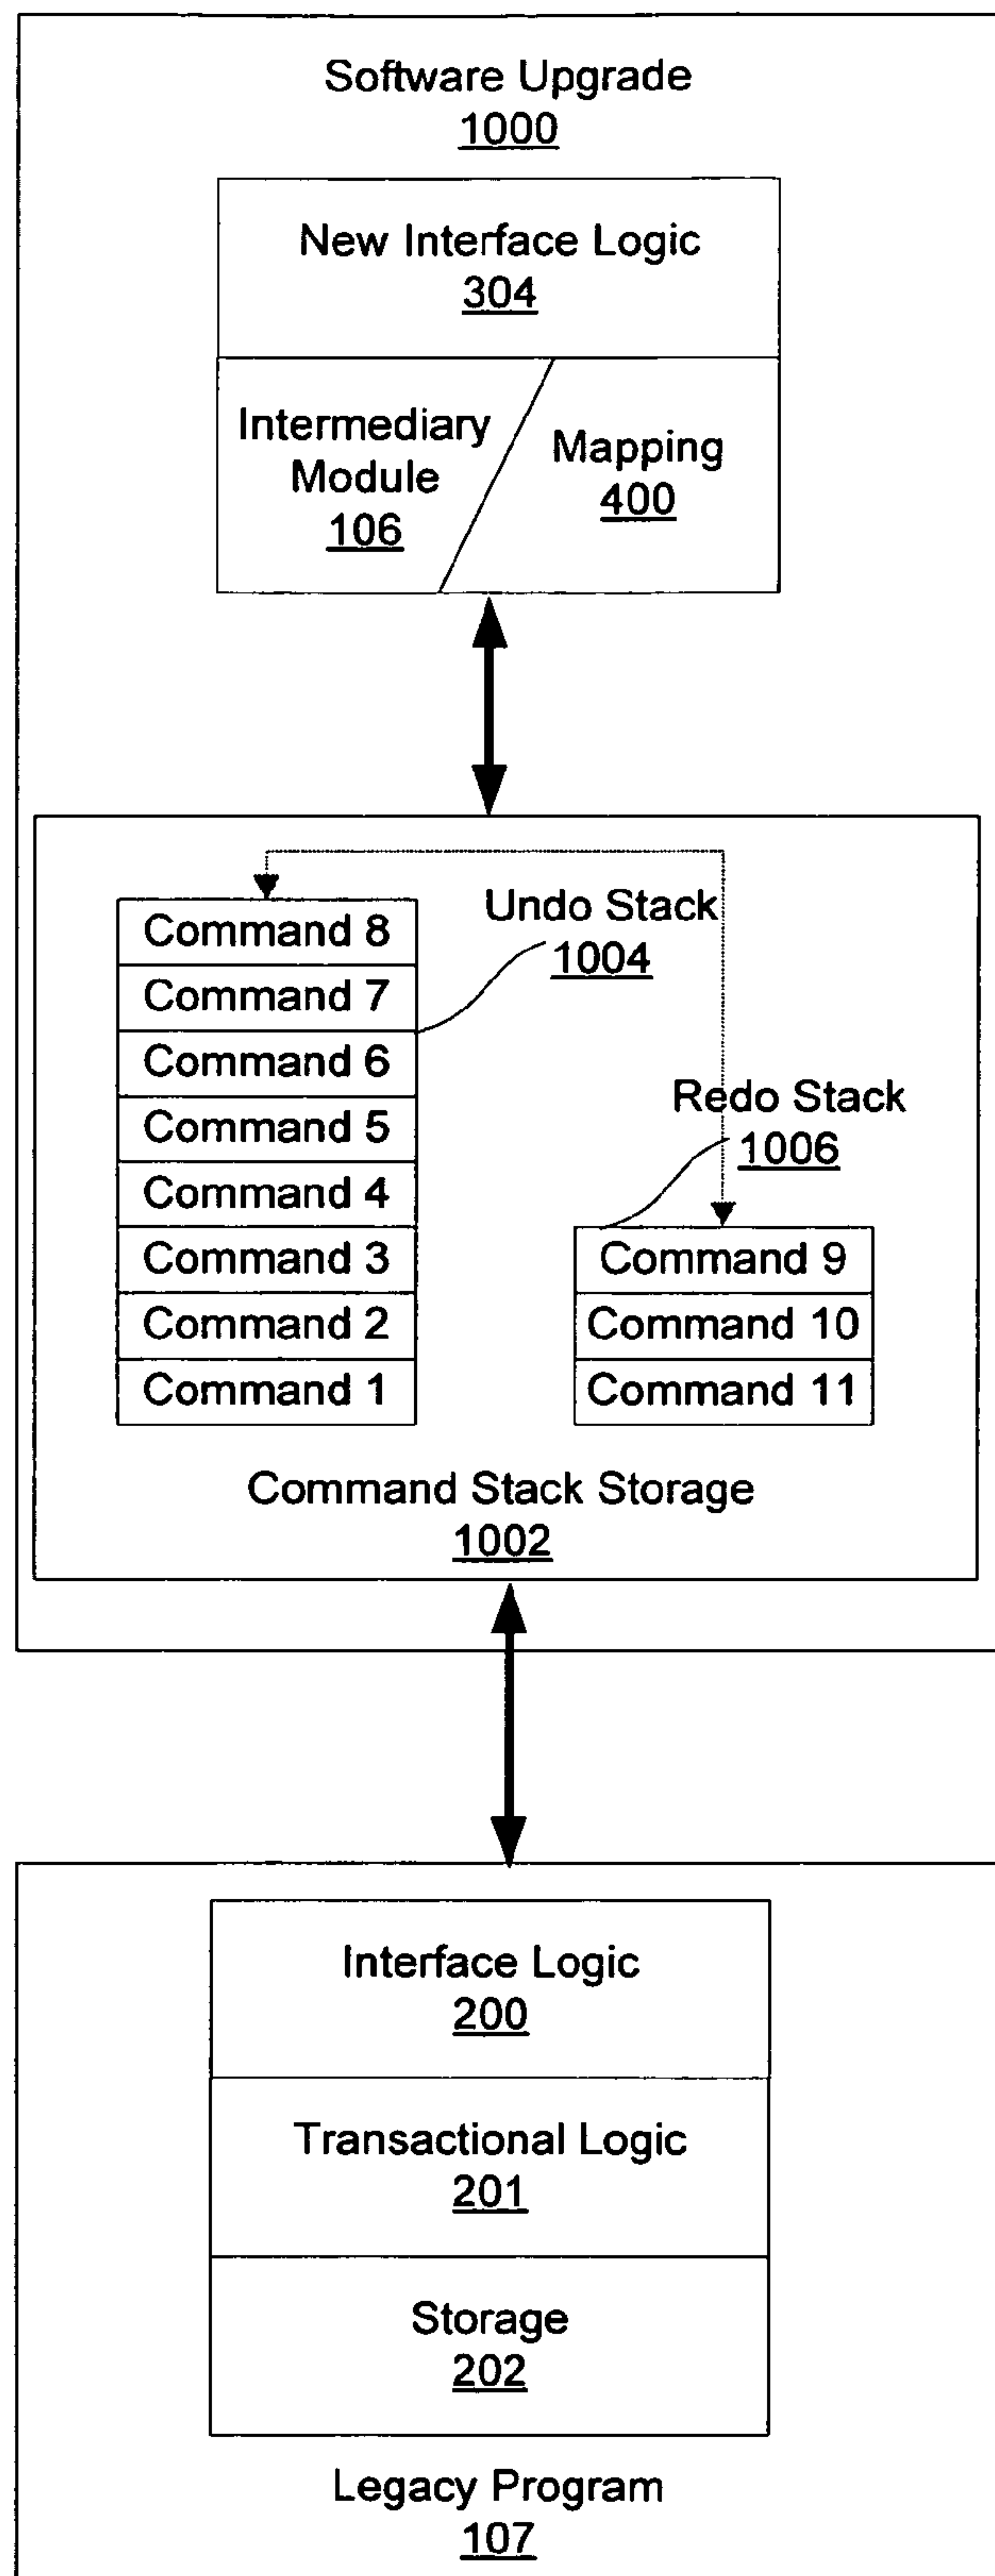 Software Upgrade
1000
New Interface Logic
304
Intermediary
Module
106
Mapping
400
Undo Stack
1004
Command 8
Command 7
Command 6
Command 5
Command 4
Command 3
Command 2
Command 1
Redo Stack
1006
Command 9
Command 10
Command 11
Command Stack Storage
1002
Interface Logic
200
Transactional Logic
201
Storage
202
Legacy Program
107